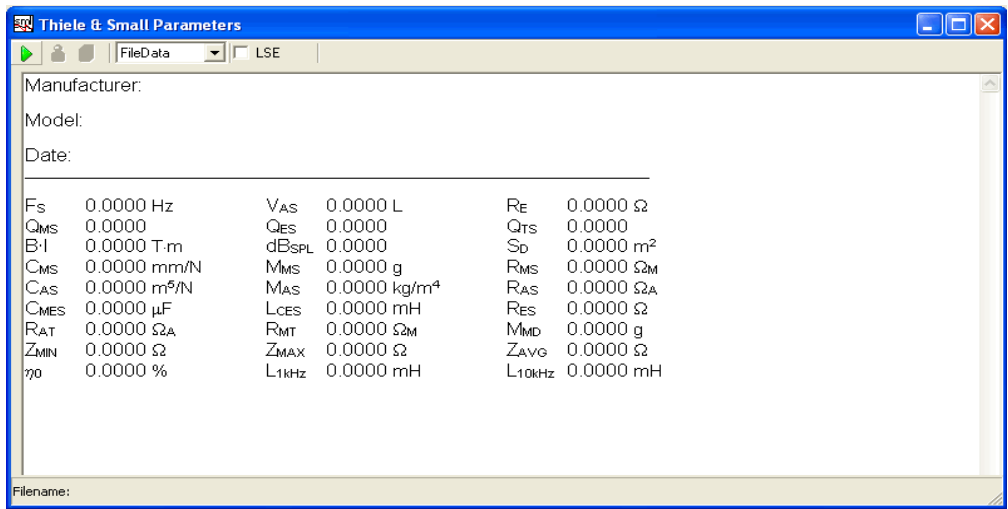 Thiele & Small Parameters
FileData LSE
Manufacturer:
Model:
Date:
FS 0.0000 Hz VAS 0.0000 L RE 0.0000 Ω
QMS 0.0000 QES 0.0000 QTS 0.0000
B·l 0.0000 T·m dBSPL 0.0000 SD 0.0000 m²
CMS 0.0000 mm/N MMS 0.0000 g RMS 0.0000 ΩM
CAS 0.0000 m⁵/N MAS 0.0000 kg/m⁴ RAS 0.0000 ΩA
CMES 0.0000 µF LCES 0.0000 mH RES 0.0000 Ω
RAT 0.0000 ΩA RMT 0.0000 ΩM MMD 0.0000 g
ZMIN 0.0000 Ω ZMAX 0.0000 Ω ZAVG 0.0000 Ω
η0 0.0000 % L1kHz 0.0000 mH L10kHz 0.0000 mH
Filename: